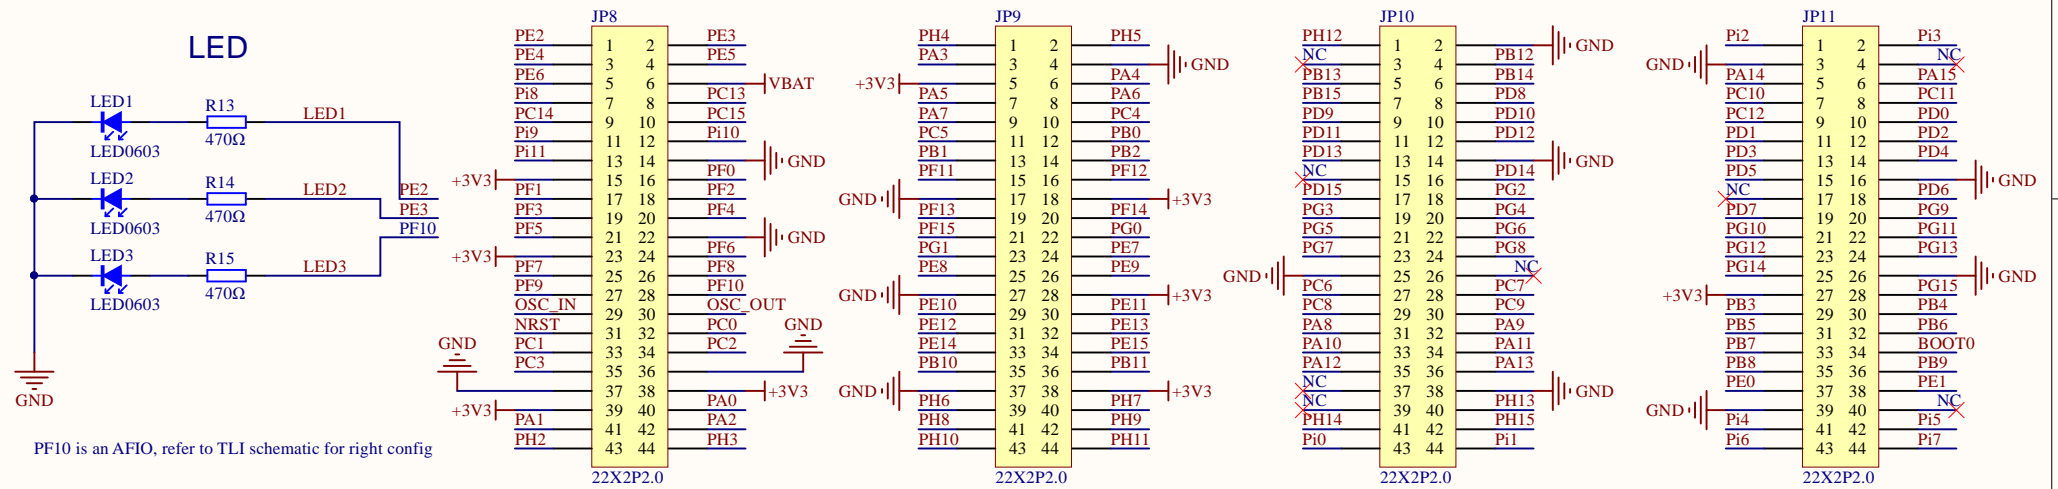 LED
LED1
R13
LED1
LED0603
470Ω
LED2
R14
LED2
PE2
LED0603
470Ω
PE3
PF10
LED3
R15
LED3
LED0603
470Ω
GND
PF10 is an AFIO, refer to TLI schematic for right config
JP8
PE2 1 2 PE3
PE4 3 4 PE5
PE6 5 6 VBAT
Pi8 7 8 PC13
PC14 9 10 PC15
Pi9 11 12 Pi10
Pi11 13 14 GND
+3V3 15 16 PF0
PF1 17 18 PF2
PF3 19 20 PF4
PF5 21 22 GND
+3V3 23 24 PF6
PF7 25 26 PF8
PF9 27 28 PF10
OSC_IN 29 30 OSC_OUT
NRST 31 32 PC0
PC1 33 34 PC2
PC3 35 36 GND
GND 37 38 +3V3
+3V3 39 40 PA0
PA1 41 42 PA2
PH2 43 44 PH3
22X2P2.0
JP9
PH4 1 2 PH5
PA3 3 4 GND
+3V3 5 6 PA4
PA5 7 8 PA6
PA7 9 10 PC4
PC5 11 12 PB0
PB1 13 14 PB2
PF11 15 16 PF12
GND 17 18 +3V3
PF13 19 20 PF14
PF15 21 22 PG0
PG1 23 24 PE7
PE8 25 26 PE9
GND 27 28 +3V3
PE10 29 30 PE11
PE12 31 32 PE13
PE14 33 34 PE15
PB10 35 36 PB11
GND 37 38 +3V3
PH6 39 40 PH7
PH8 41 42 PH9
PH10 43 44 PH11
22X2P2.0
JP10
PH12 1 2 GND
NC 3 4 PB12
PB13 5 6 PB14
PB15 7 8 PD8
PD9 9 10 PD10
PD11 11 12 PD12
PD13 13 14 GND
NC 15 16 PD14
PD15 17 18 PG2
PG3 19 20 PG4
PG5 21 22 PG6
PG7 23 24 PG8
GND 25 26 NC
PC6 27 28 PC7
PC8 29 30 PC9
PA8 31 32 PA9
PA10 33 34 PA11
PA12 35 36 PA13
NC 37 38 GND
NC 39 40 PH13
PH14 41 42 PH15
Pi0 43 44 Pi1
22X2P2.0
JP11
Pi2 1 2 Pi3
GND 3 4 NC
PA14 5 6 PA15
PC10 7 8 PC11
PC12 9 10 PD0
PD1 11 12 PD2
PD3 13 14 PD4
PD5 15 16 GND
NC 17 18 PD6
PD7 19 20 PG9
PG10 21 22 PG11
PG12 23 24 PG13
PG14 25 26 GND
+3V3 27 28 PG15
PB3 29 30 PB4
PB5 31 32 PB6
PB7 33 34 BOOT0
PB8 35 36 PB9
PE0 37 38 PE1
GND 39 40 NC
Pi4 41 42 Pi5
Pi6 43 44 Pi7
22X2P2.0